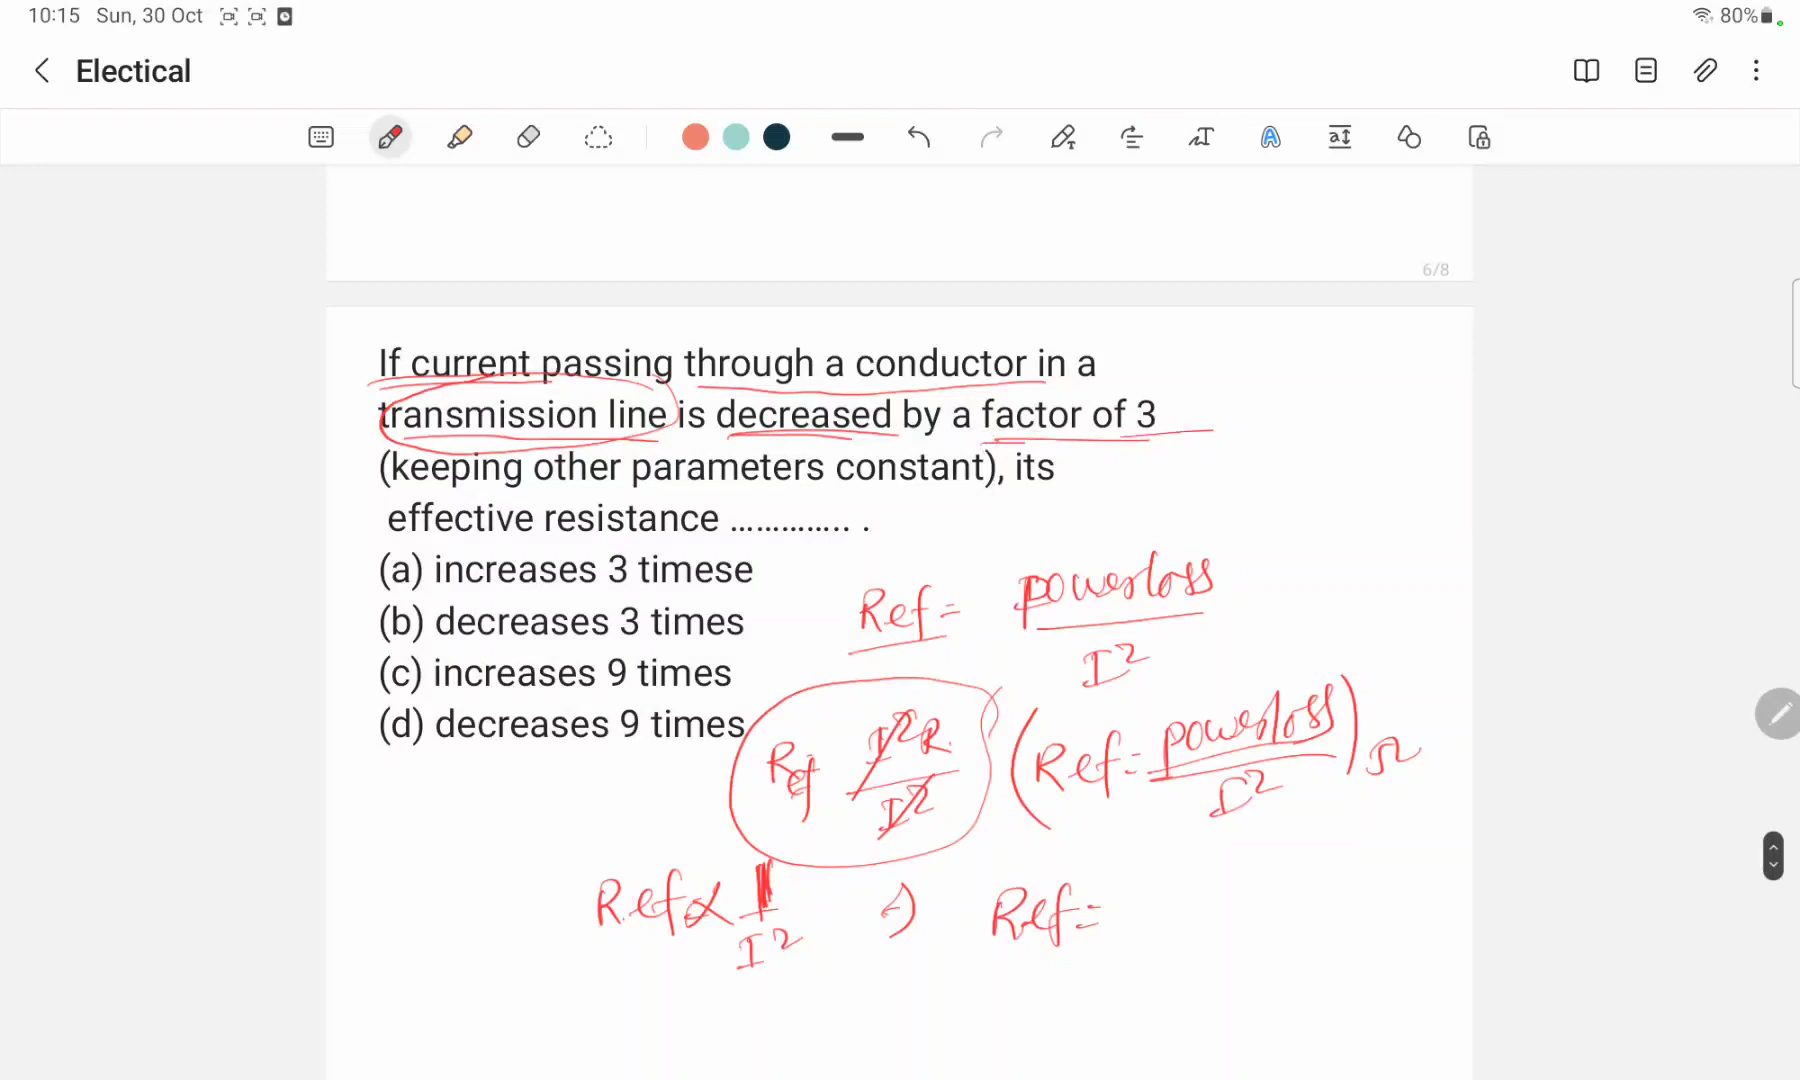 10:15 Sun, 30 Oct
80%
Electical
6/8
If current passing through a conductor in a
transmission line is decreased by a factor of 3
(keeping other parameters constant), its
effective resistance ………….. .
(a) increases 3 timese
(b) decreases 3 times
(c) increases 9 times
(d) decreases 9 times
Ref = powerloss
I²
Ref I²R
I²
(Ref = powerloss) Ω
I²
Ref ∝ 1
I²
⇒ Ref =